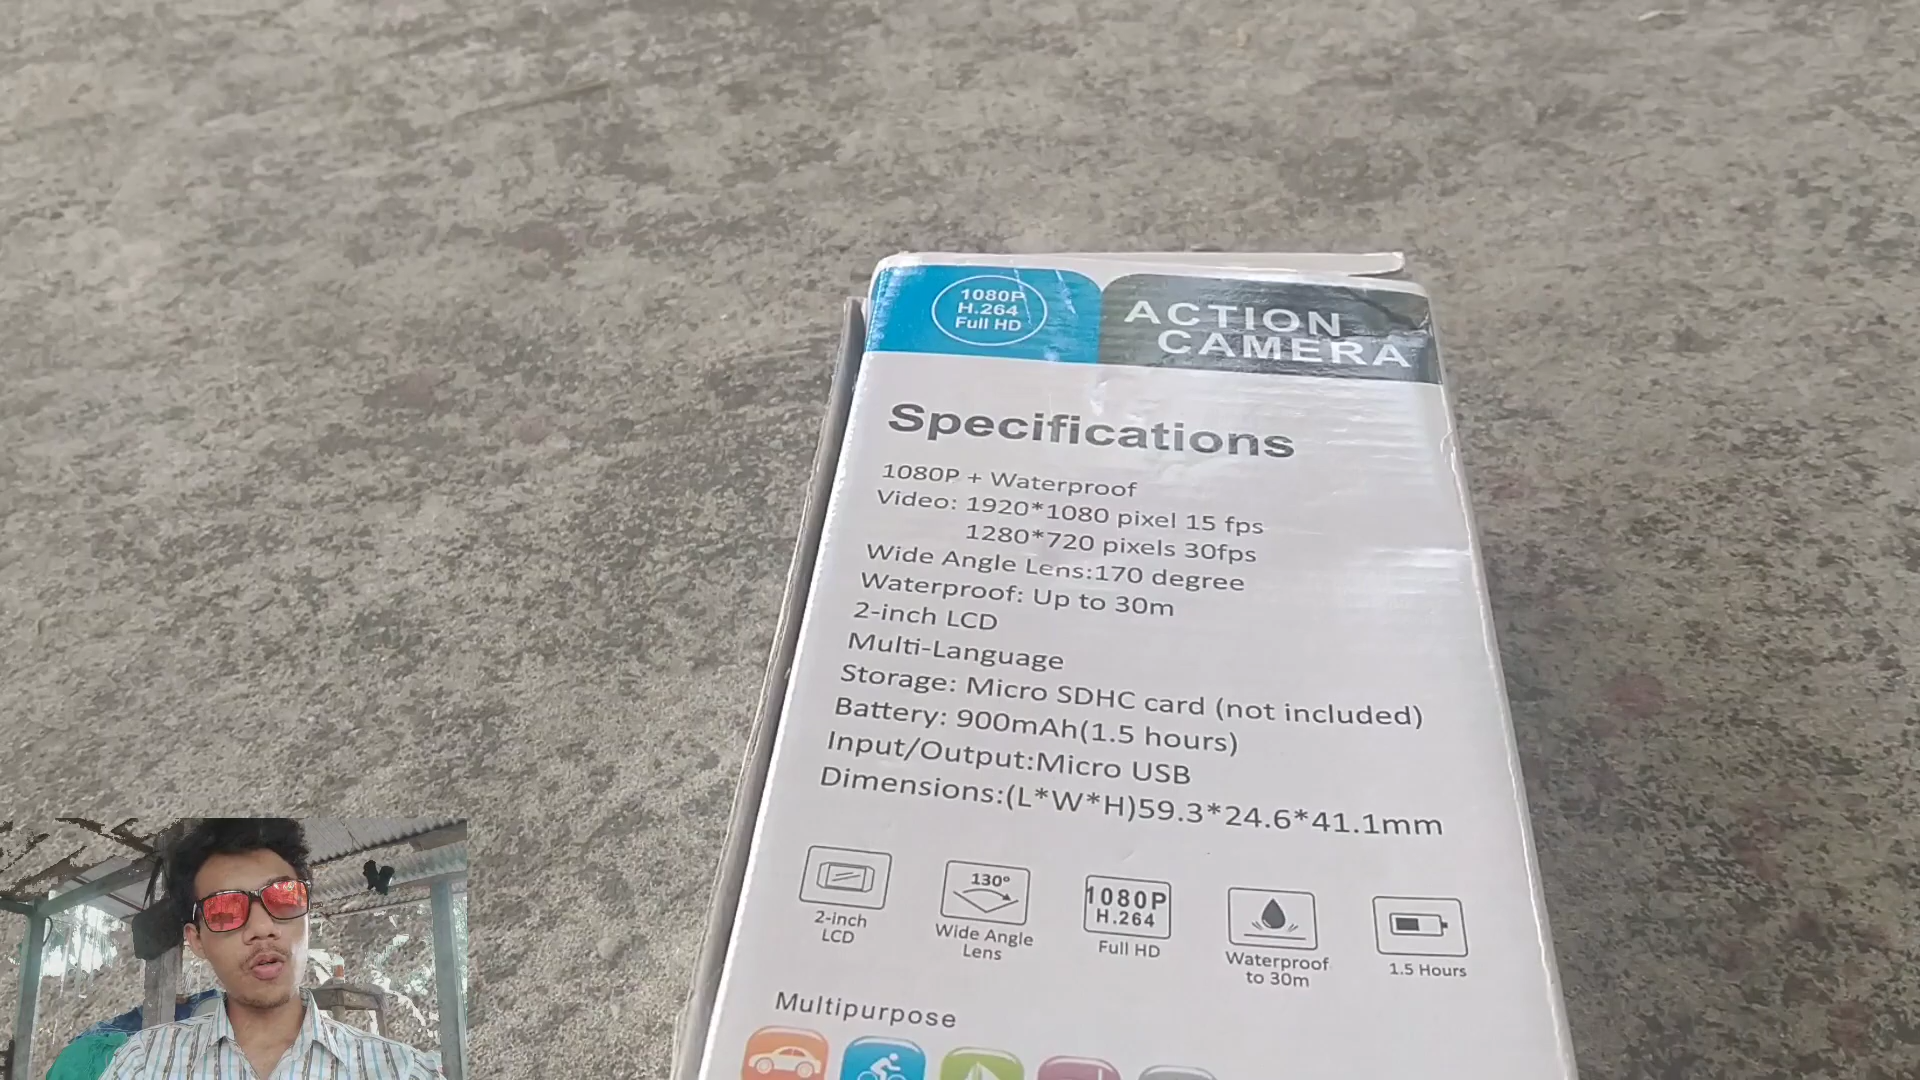 1080P
H.264
Full HD
ACTION
CAMERA
Specifications
1080P + Waterproof
Video: 1920*1080 pixel 15 fps
1280*720 pixels 30fps
Wide Angle Lens:170 degree
Waterproof: Up to 30m
2-inch LCD
Multi-Language
Storage: Micro SDHC card (not included)
Battery: 900mAh(1.5 hours)
Input/Output:Micro USB
Dimensions:(L*W*H)59.3*24.6*41.1mm
2-inch
LCD
130°
Wide Angle
Lens
1080P
H.264
Full HD
Waterproof
to 30m
1.5 Hours
Multipurpose